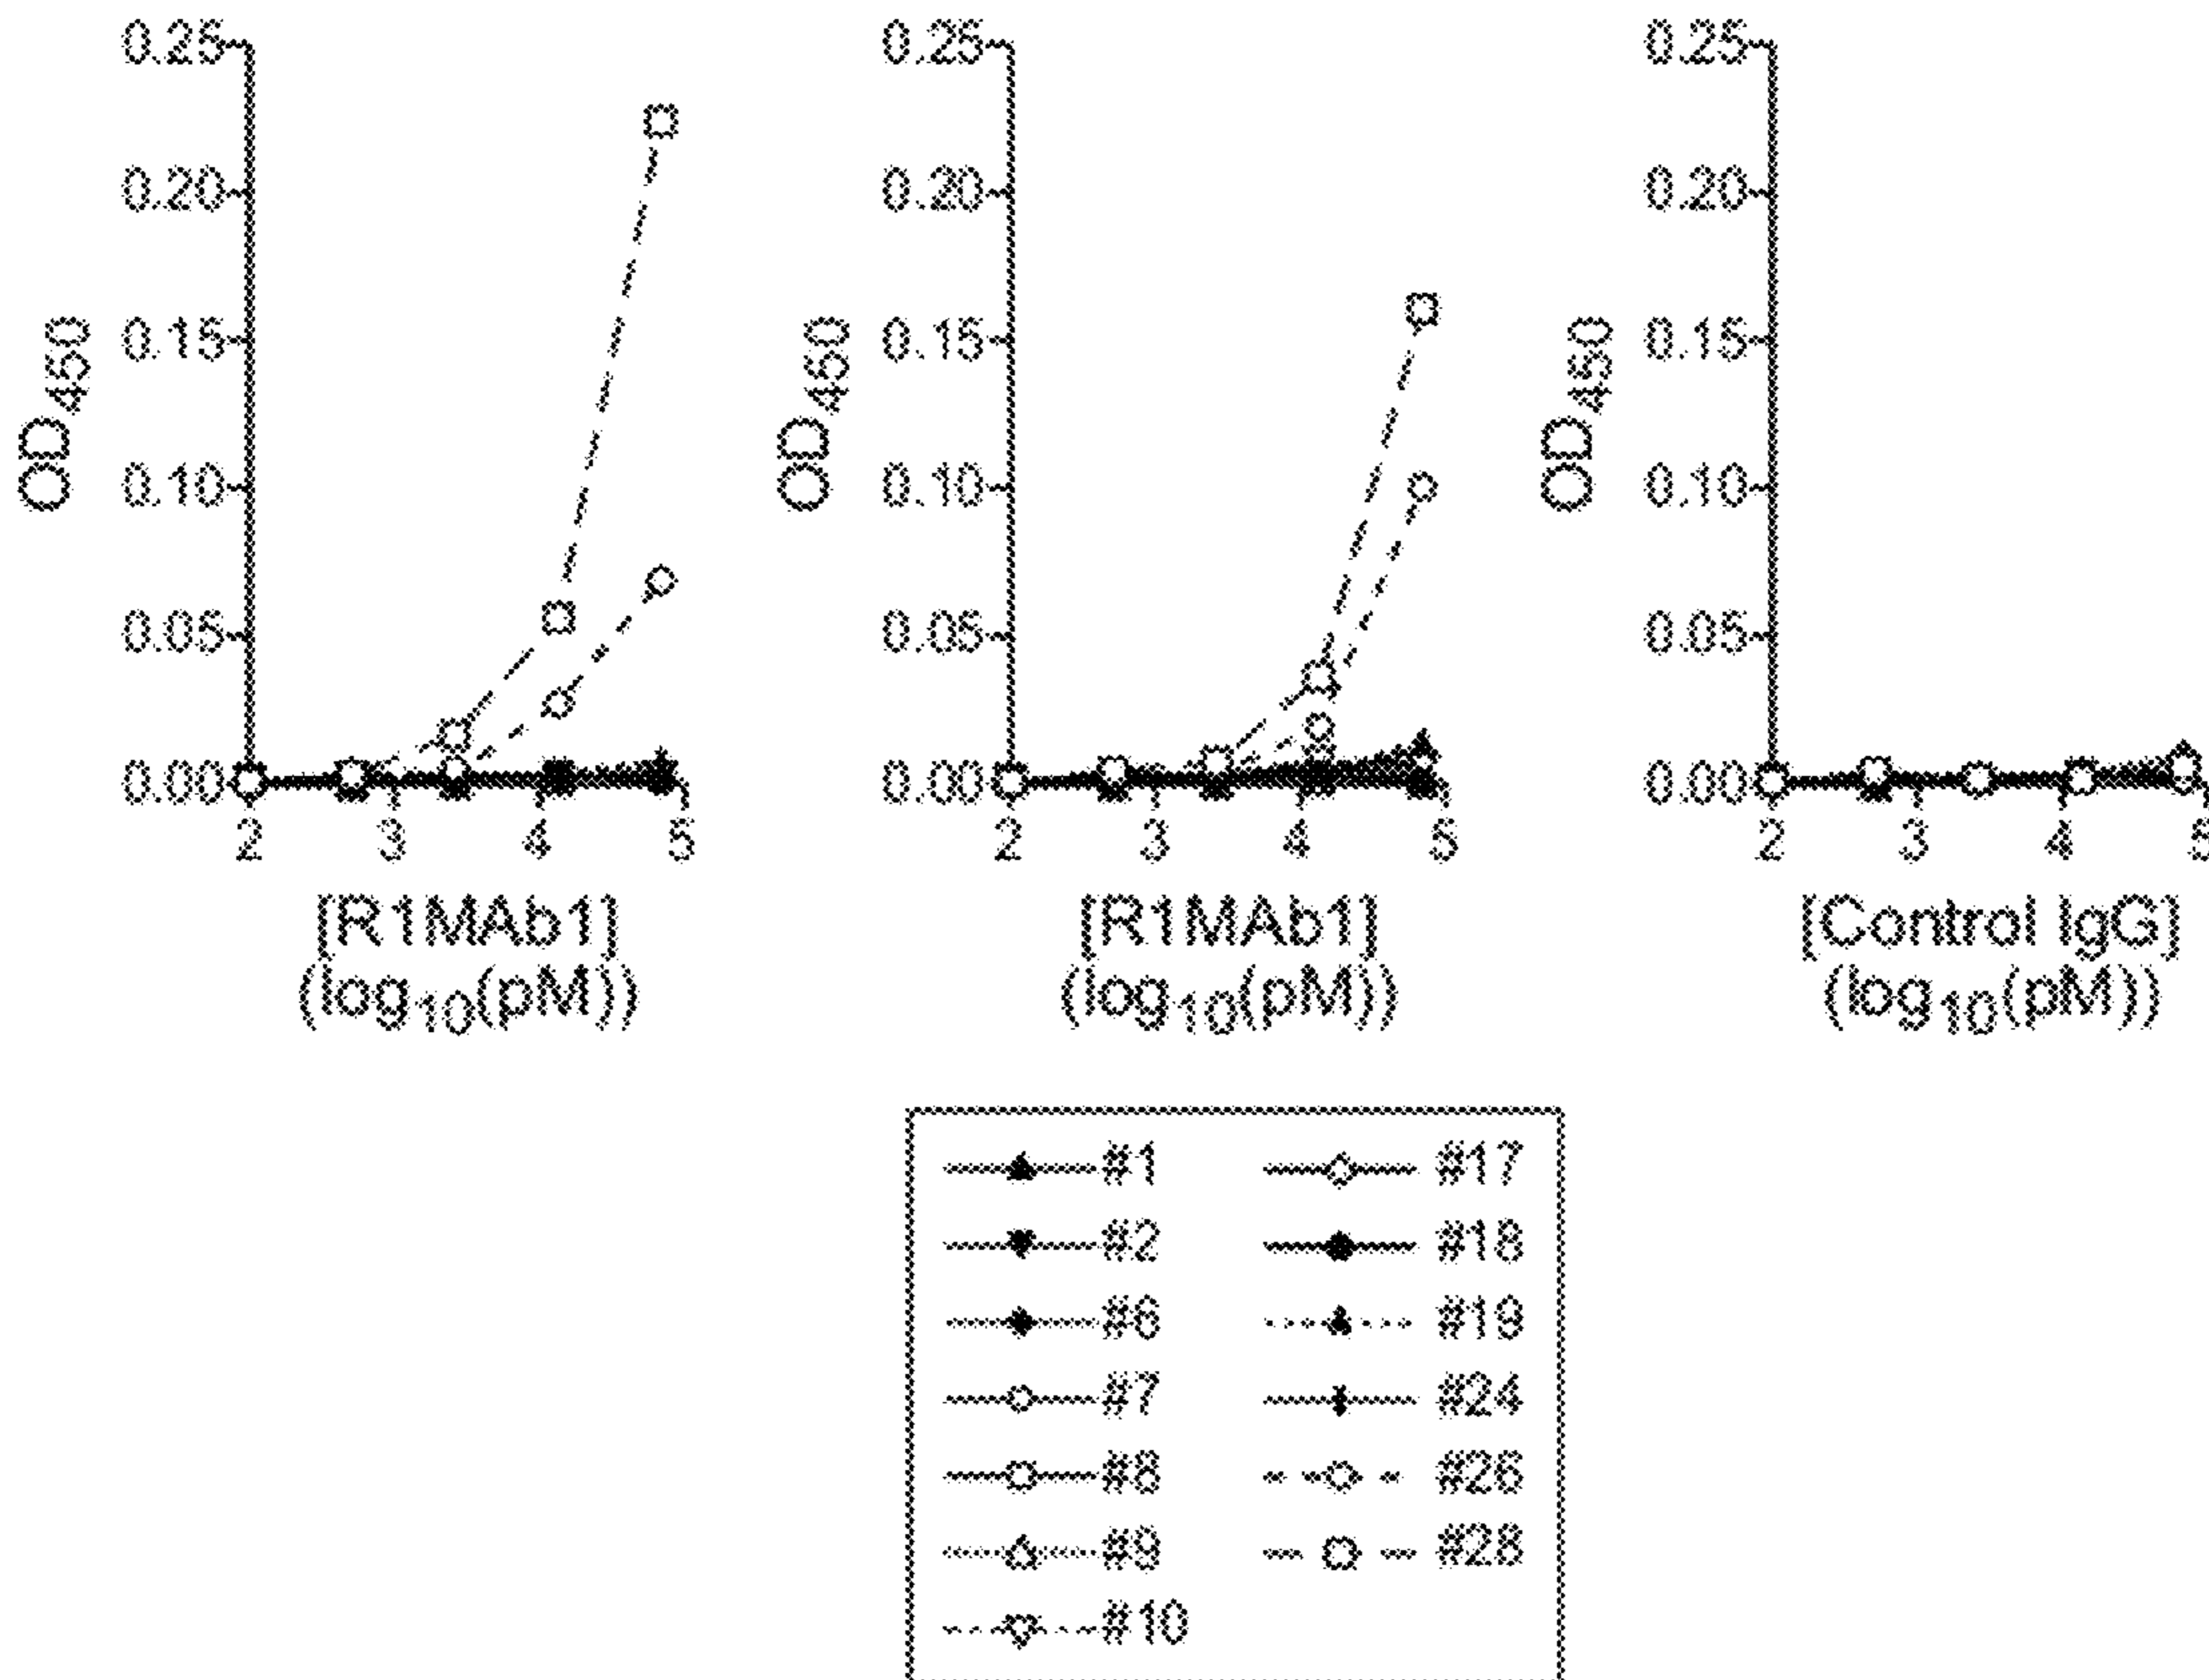 0.25 0.25 0.25
0.20 0.20 0.20
0.15 0.15 0.15
0.10 0.10 0.10
0.05 0.05 0.05
0.00 0.00 0.00
OD450 OD450 OD450
2 3 4 5 2 3 4 5 2 3 4 5
[R1MAb1] [R1MAb1] [Control IgG]
(log10(pM)) (log10(pM)) (log10(pM))
#1 #17
#2 #18
#6 #19
#7 #24
#8 #26
#9 #28
#10